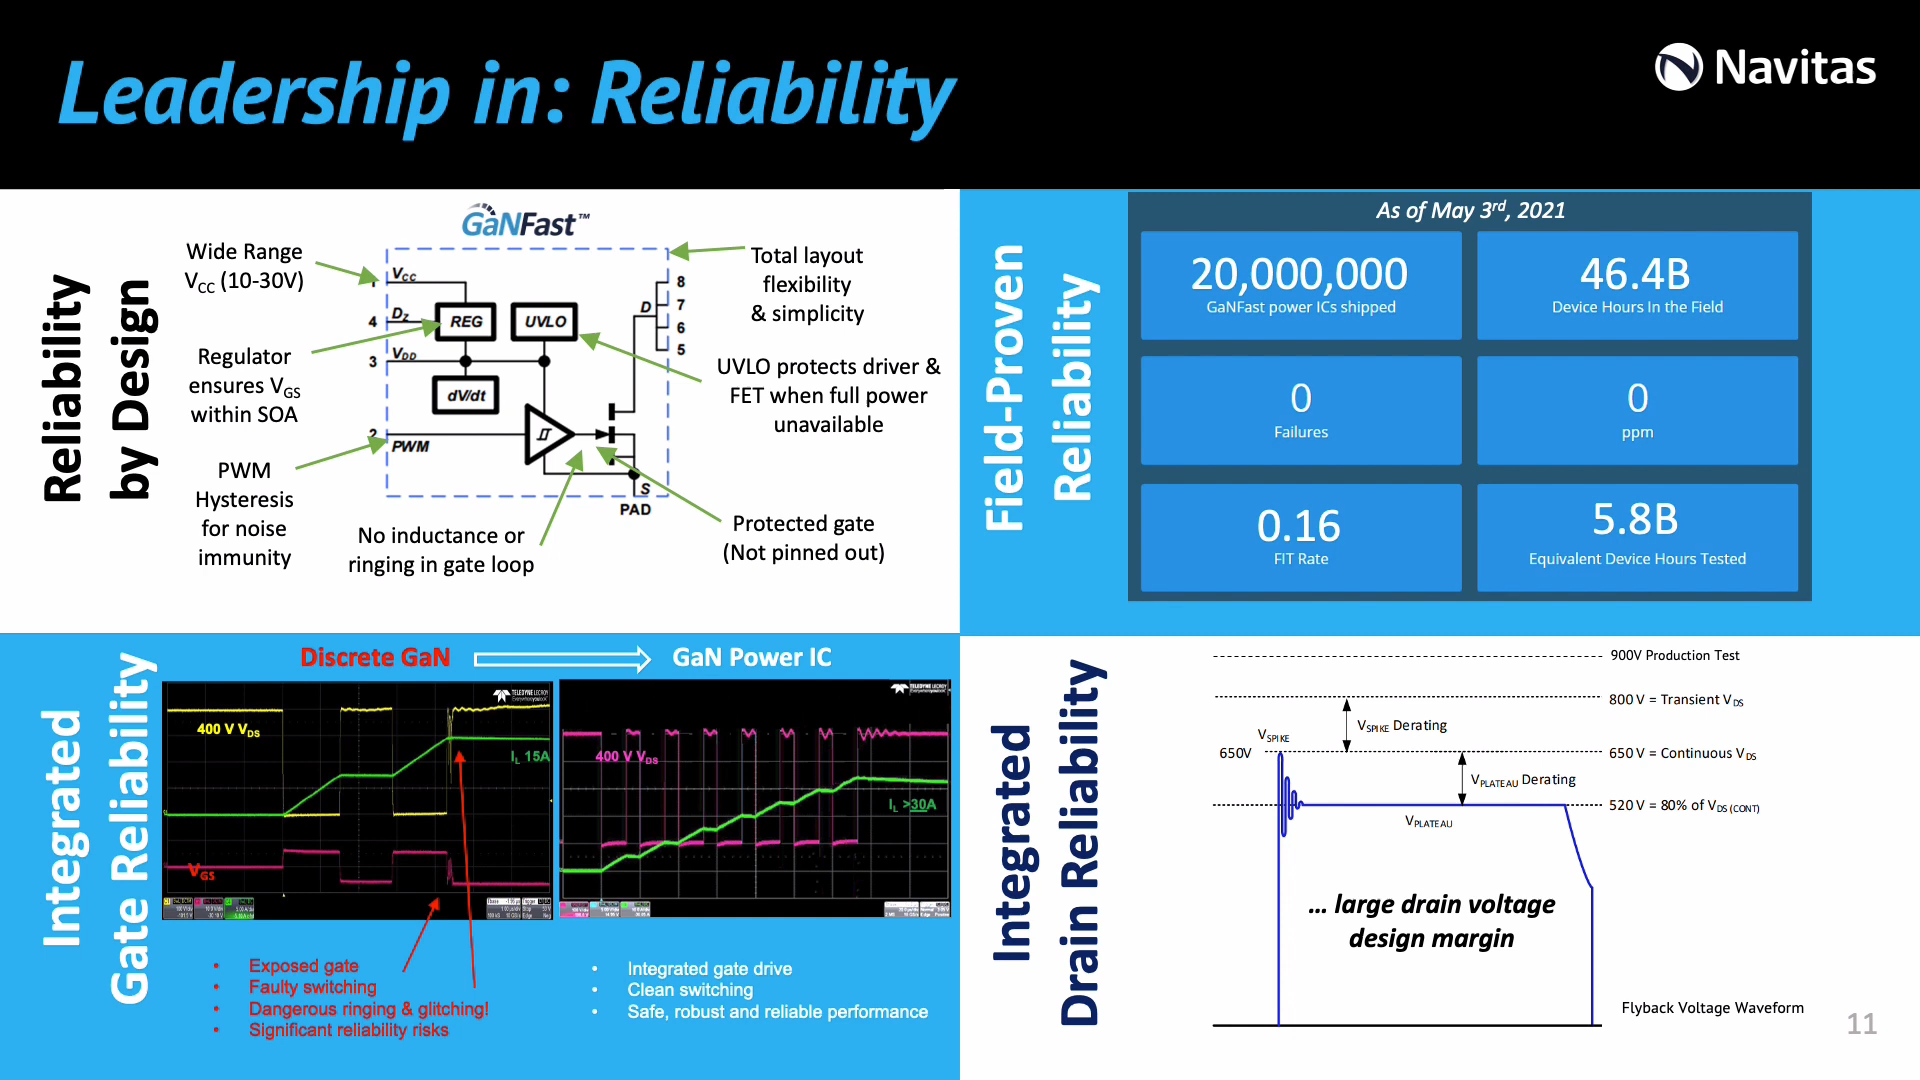 Leadership in: Reliability
Navitas
Reliability
by Design
GaNFast™
Wide Range
VCC (10-30V)
Regulator
ensures VGS
within SOA
PWM
Hysteresis
for noise
immunity
No inductance or
ringing in gate loop
Total layout
flexibility
& simplicity
UVLO protects driver &
FET when full power
unavailable
Protected gate
(Not pinned out)
VCC
4
DZ
REG
UVLO
3
VDD
dV/dt
2
PWM
D
8
7
6
5
S
PAD
Field-Proven
Reliability
As of May 3rd, 2021
20,000,000
GaNFast power ICs shipped
46.4B
Device Hours In the Field
0
Failures
0
ppm
0.16
FIT Rate
5.8B
Equivalent Device Hours Tested
Integrated
Gate Reliability
Discrete GaN
GaN Power IC
TELEDYNE LECROY
400 V VDS
IL 15A
VGS
400 V VDS
IL >30A
• Exposed gate
• Faulty switching
• Dangerous ringing & glitching!
• Significant reliability risks
• Integrated gate drive
• Clean switching
• Safe, robust and reliable performance
Integrated
Drain Reliability
900V Production Test
800 V = Transient VDS
VSPIKE Derating
VSPIKE
650V
650 V = Continuous VDS
VPLATEAU Derating
520 V = 80% of VDS (CONT)
VPLATEAU
... large drain voltage
design margin
Flyback Voltage Waveform
11